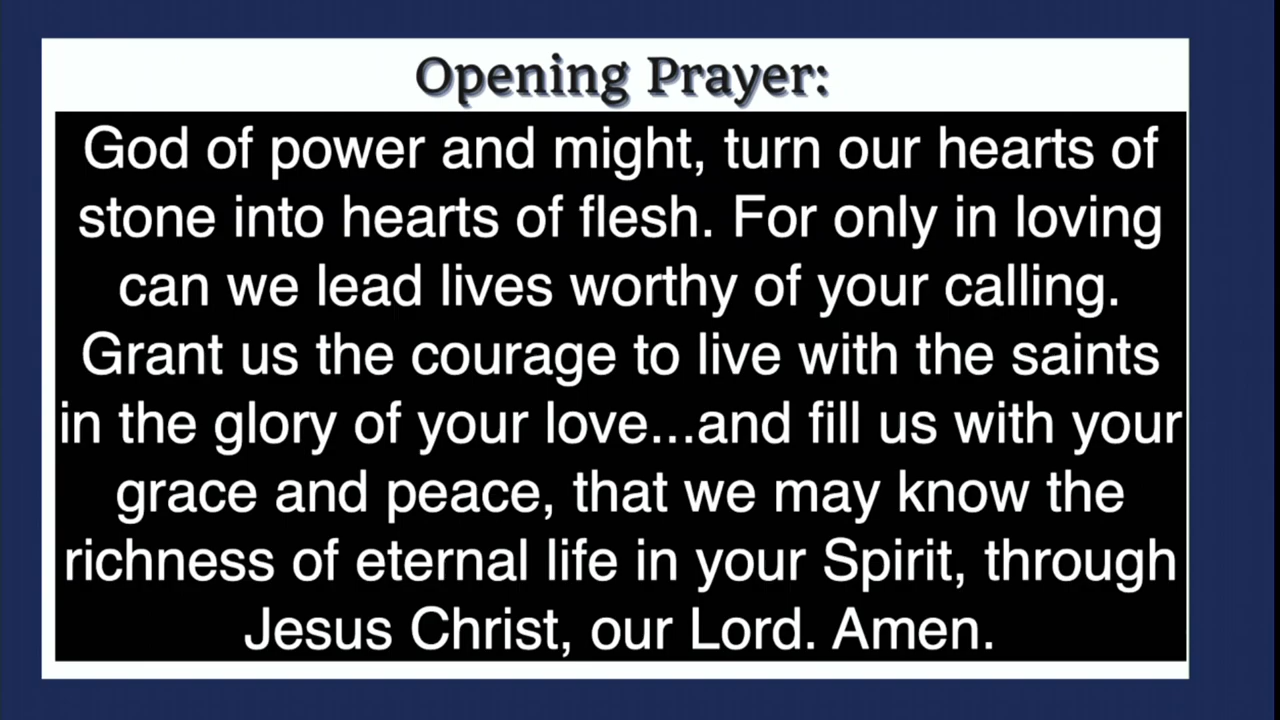 Opening Prayer:
God of power and might, turn our hearts of
stone into hearts of flesh. For only in loving
can we lead lives worthy of your calling.
Grant us the courage to live with the saints
in the glory of your love...and fill us with your
grace and peace, that we may know the
richness of eternal life in your Spirit, through
Jesus Christ, our Lord. Amen.